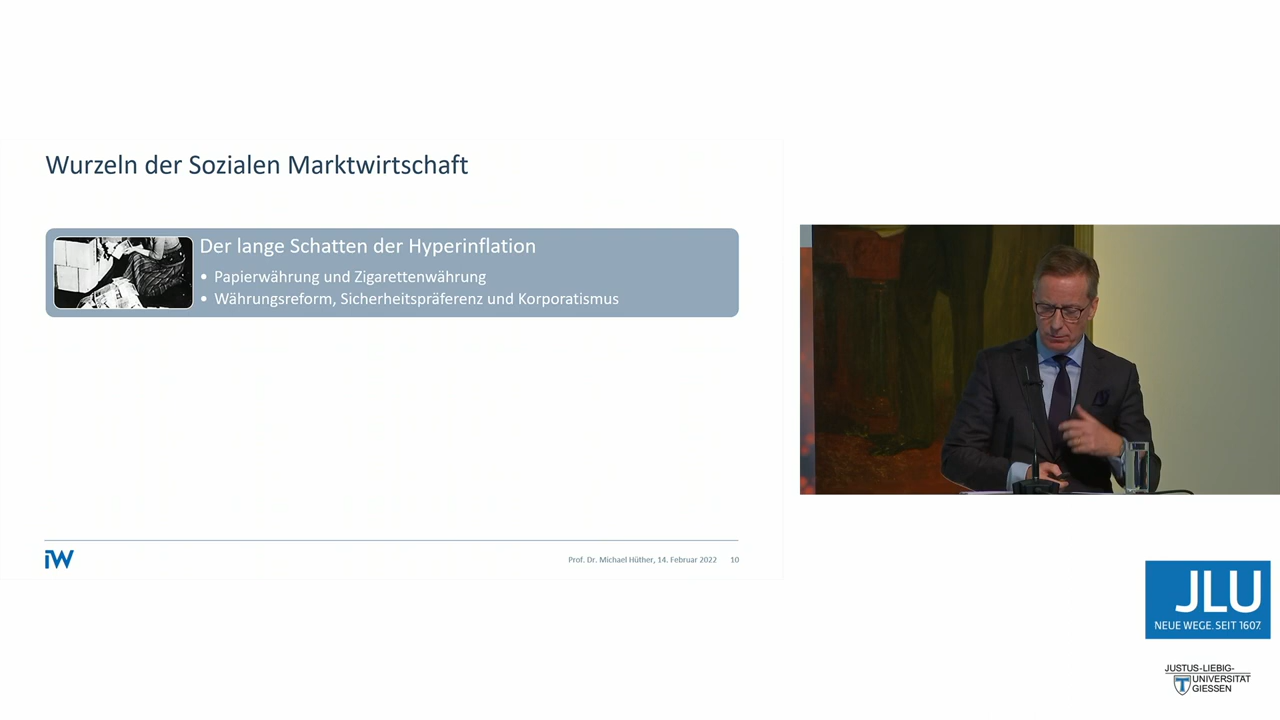 Wurzeln der Sozialen Marktwirtschaft
Der lange Schatten der Hyperinflation
• Papierwährung und Zigarettenwährung
• Währungsreform, Sicherheitspräferenz und Korporatismus
iW
Prof. Dr. Michael Hüther, 14. Februar 2022 10
JLU
NEUE WEGE. SEIT 1607.
JUSTUS-LIEBIG-
UNIVERSITÄT
GIESSEN